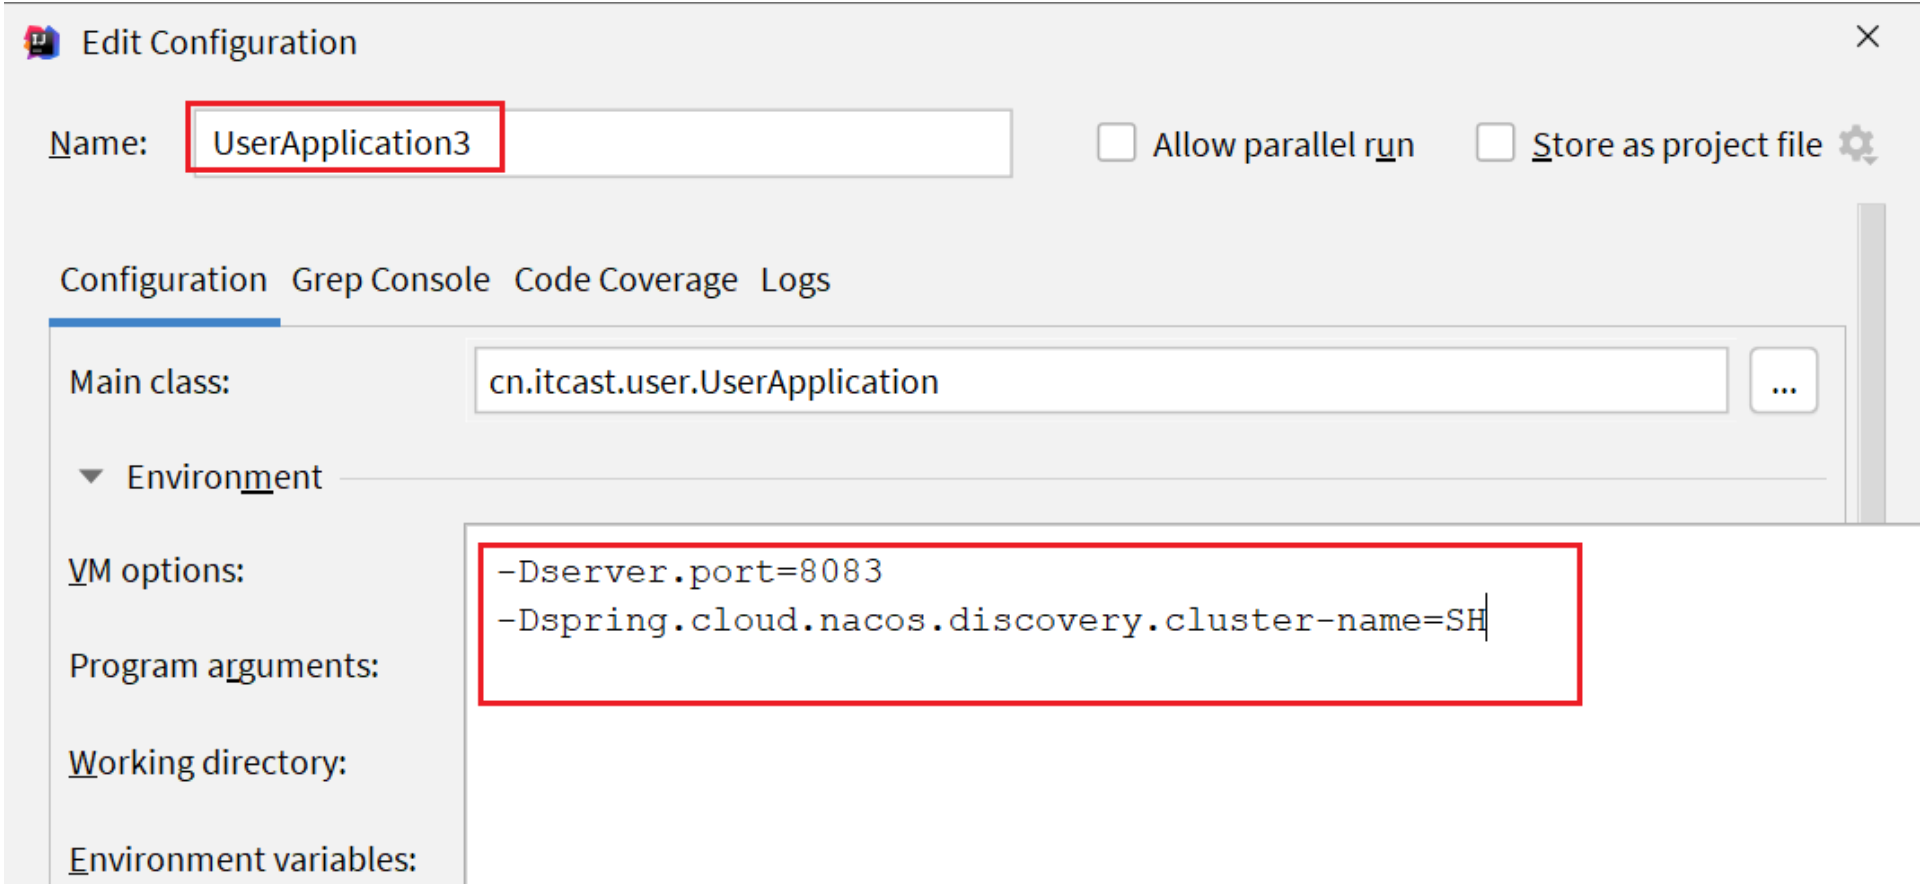 Edit Configuration
Name: UserApplication3 Allow parallel run Store as project file
Configuration Grep Console Code Coverage Logs
Main class: cn.itcast.user.UserApplication ...
Environment
VM options: -Dserver.port=8083
-Dspring.cloud.nacos.discovery.cluster-name=SH
Program arguments:
Working directory:
Environment variables: